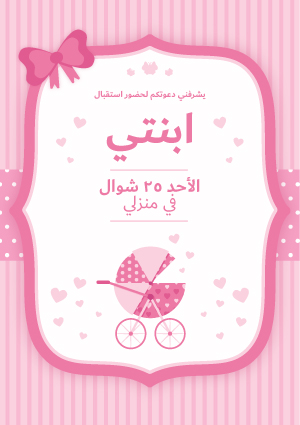 يشرفني دعوتكم لحضور استقبال
ابنتي
الأحد ٢٥ شوال
في منزلي